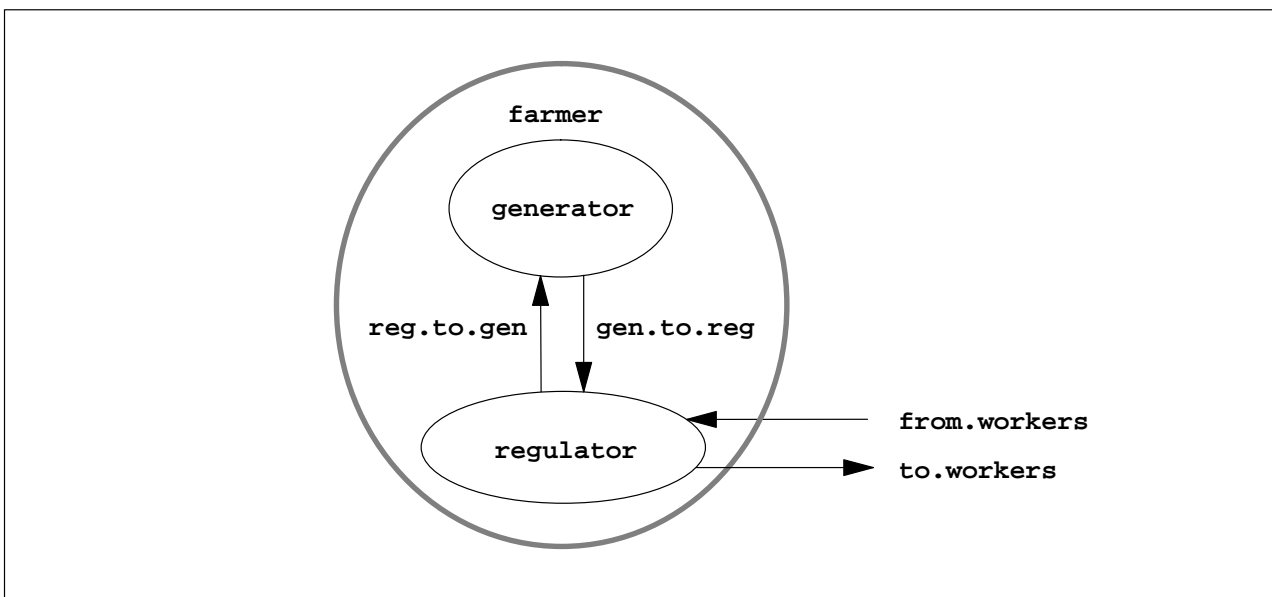 farmer
generator
reg.to.gen
gen.to.reg
regulator
from.workers
to.workers